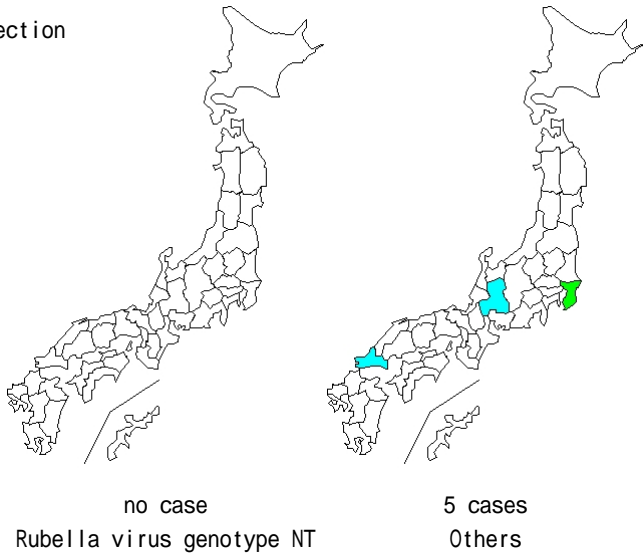 ection
no case
5 cases
Rubella virus genotype NT
Others